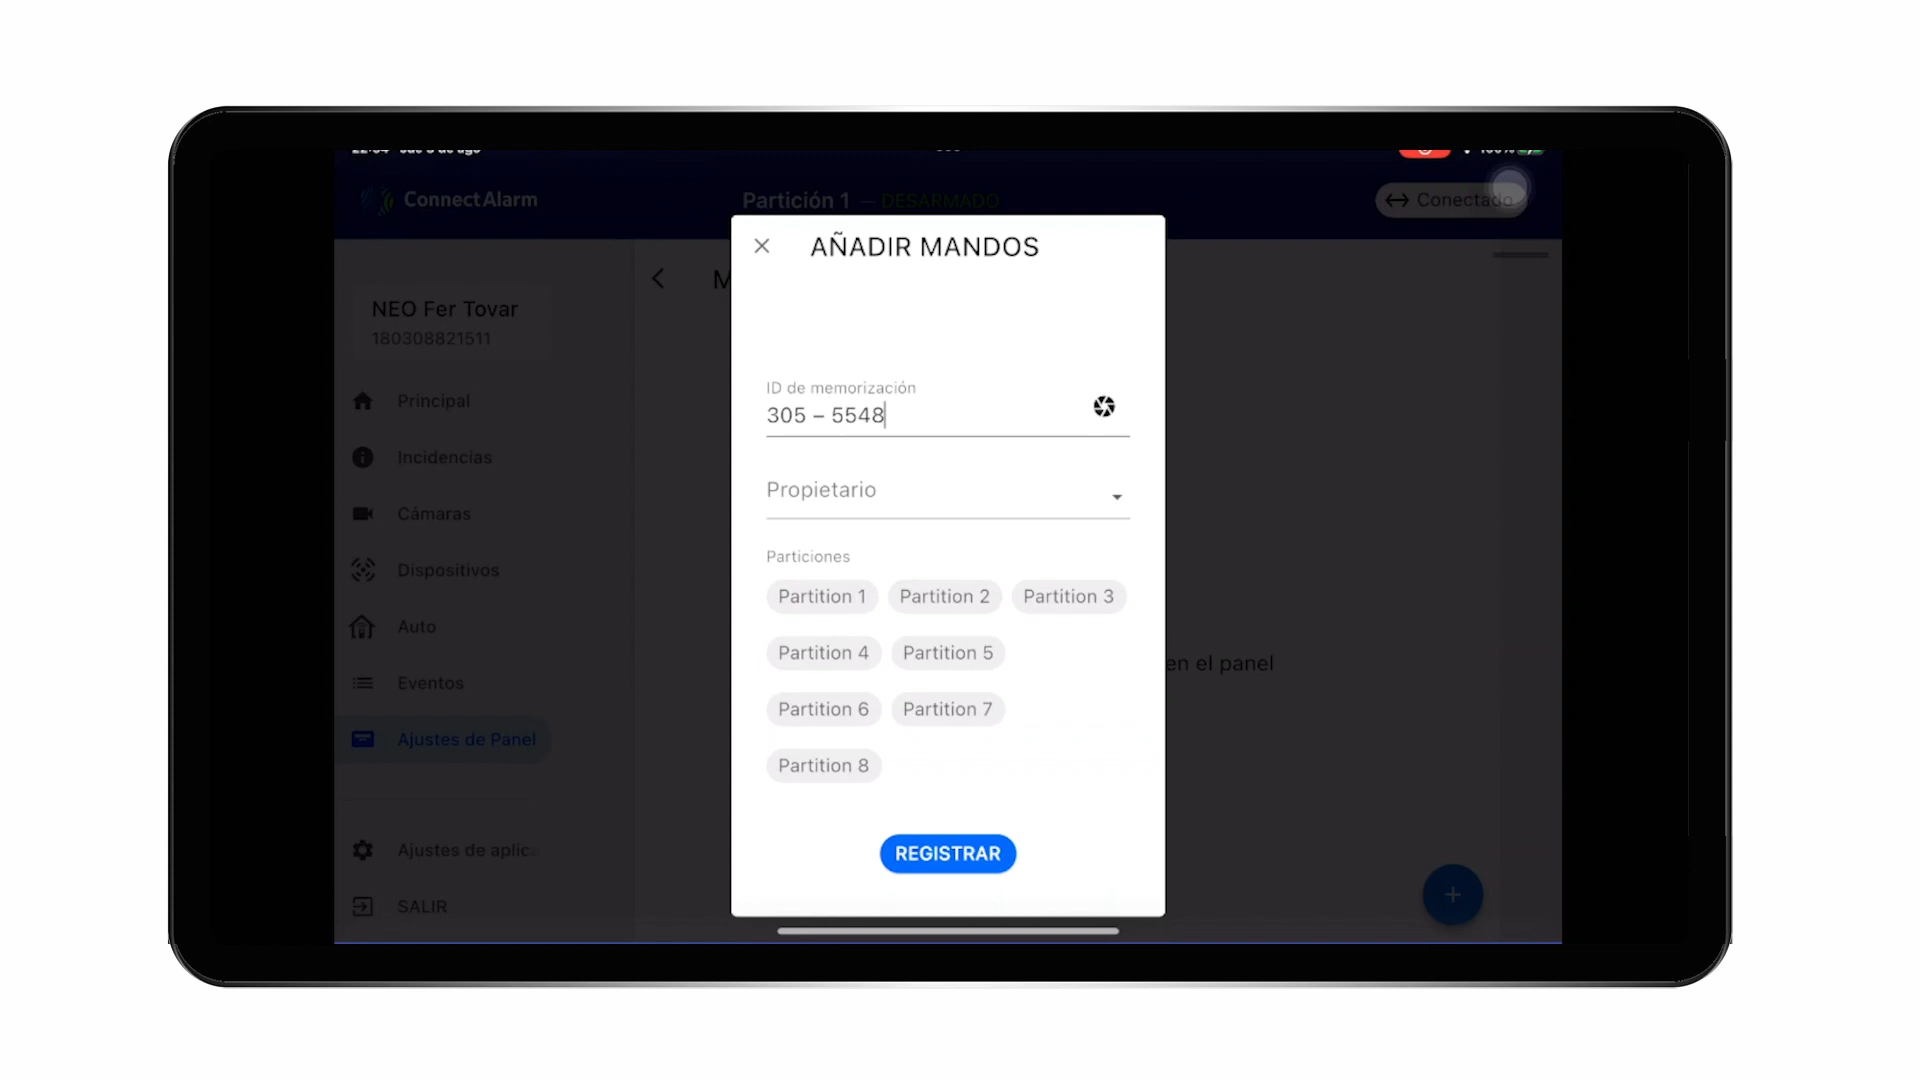 ConnectAlarm
Partición 1 — DESARMADO
Conectado
NEO Fer Tovar
180308821511
Principal
Incidencias
Cámaras
Dispositivos
Auto
Eventos
Ajustes de Panel
Ajustes de
SALIR
AÑADIR MANDOS
ID de memorización
305 – 5548
Propietario
Particiones
Partition 1 Partition 2 Partition 3
Partition 4 Partition 5
Partition 6 Partition 7
Partition 8
REGISTRAR
en el panel